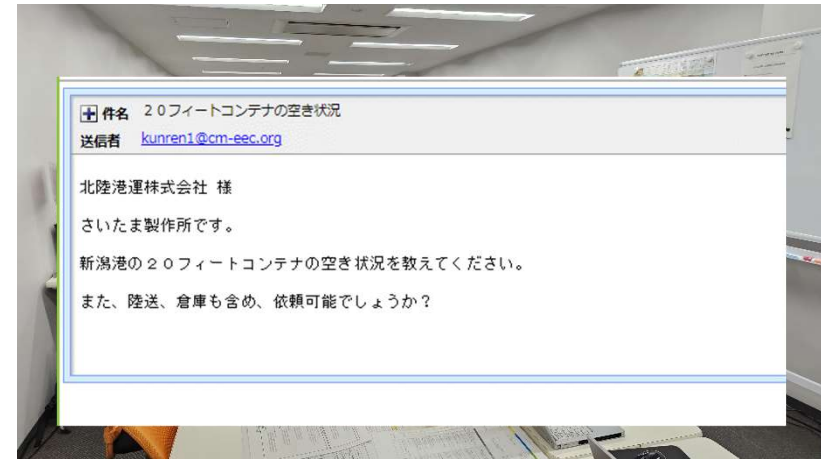 件名 20フィートコンテナの空き状況
送信者 kunren1@cm-eec.org
北陸港運株式会社 様
さいたま製作所です。
新潟港の20フィートコンテナの空き状況を教えてください。
また、陸送、倉庫も含め、依頼可能でしょうか?